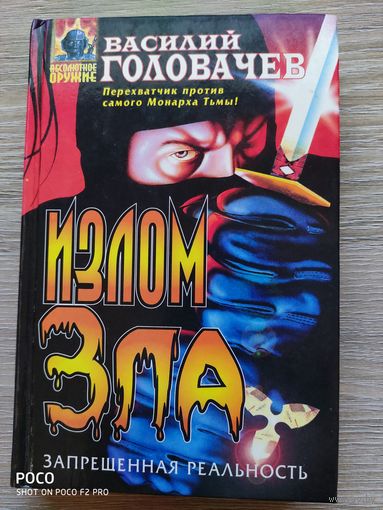 АБСОЛЮТНОЕ
ОРУЖИЕ
ВАСИЛИЙ
ГОЛОВАЧЕВ
Перехватчик против
самого Монарха Тьмы!
ИЗЛОМ
ЗЛА
ЗАПРЕЩЕННАЯ РЕАЛЬНОСТЬ
POCO
SHOT ON POCO F2 PRO